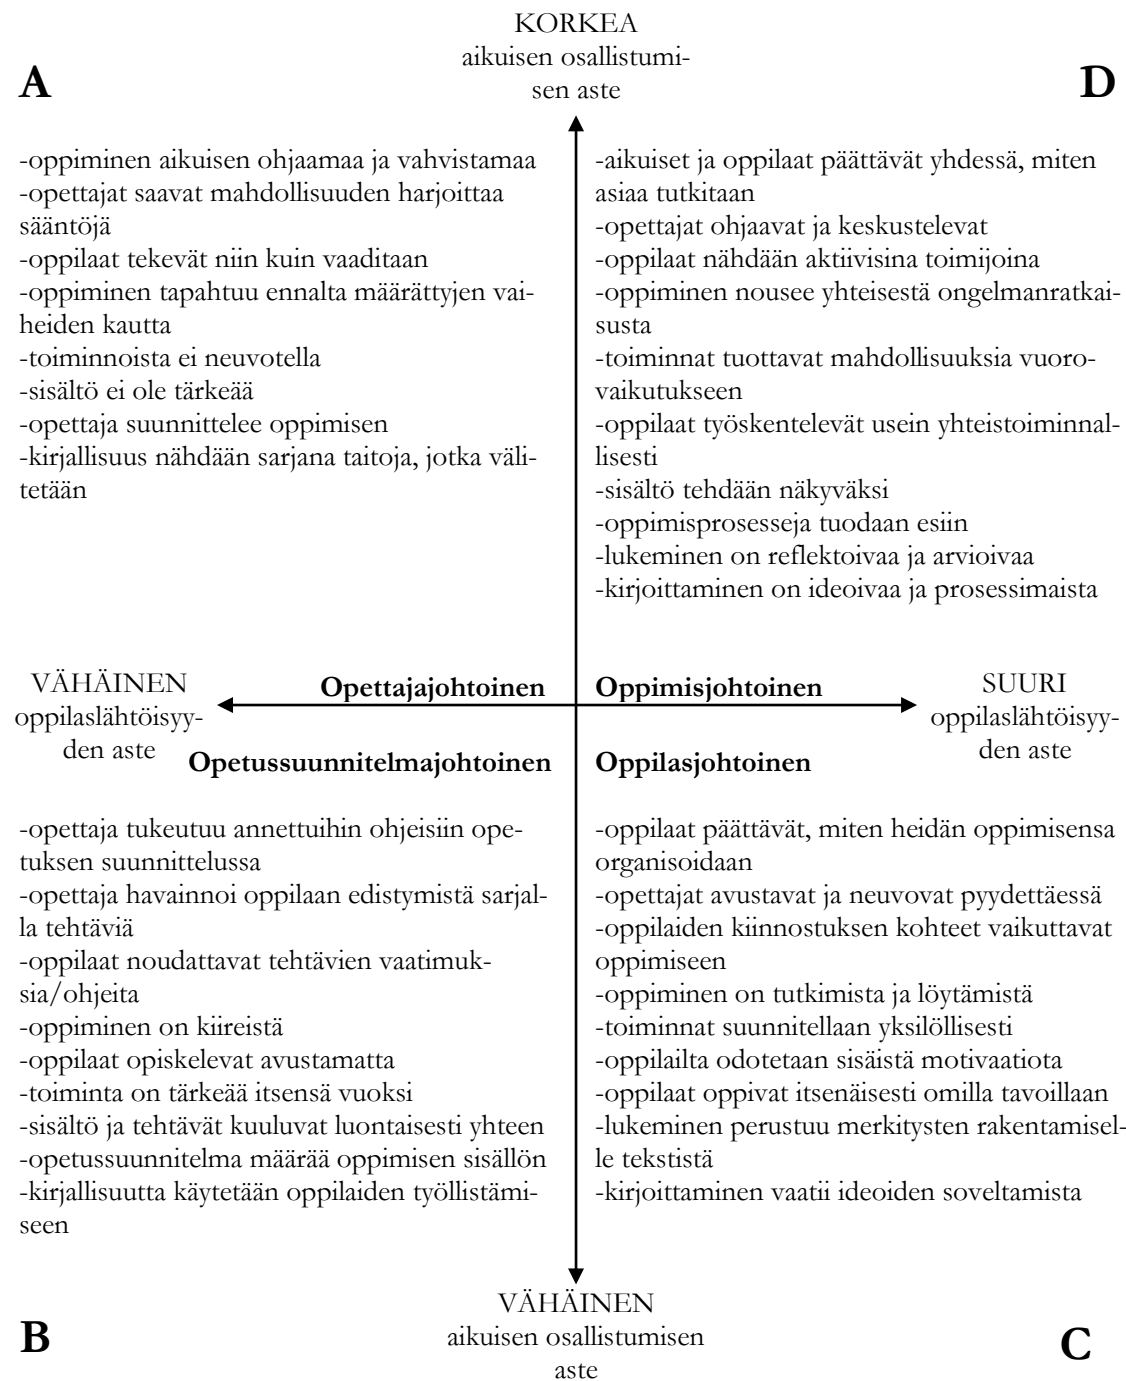 KORKEA
aikuisen osallistumi-
sen aste
A
D
-oppiminen aikuisen ohjaamaa ja vahvistamaa
-opettajat saavat mahdollisuuden harjoittaa
sääntöjä
-oppilaat tekevät niin kuin vaaditaan
-oppiminen tapahtuu ennalta määrättyjen vai-
heiden kautta
-toiminnoista ei neuvotella
-sisältö ei ole tärkeää
-opettaja suunnittelee oppimisen
-kirjallisuus nähdään sarjana taitoja, jotka väli-
tetään
-aikuiset ja oppilaat päättävät yhdessä, miten
asiaa tutkitaan
-opettajat ohjaavat ja keskustelevat
-oppilaat nähdään aktiivisina toimijoina
-oppiminen nousee yhteisestä ongelmanratkai-
susta
-toiminnat tuottavat mahdollisuuksia vuoro-
vaikutukseen
-oppilaat työskentelevät usein yhteistoiminnal-
lisesti
-sisältö tehdään näkyväksi
-oppimisprosesseja tuodaan esiin
-lukeminen on reflektoivaa ja arvioivaa
-kirjoittaminen on ideoivaa ja prosessimaista
VÄHÄINEN
oppilaslähtöisyy-
den aste
Opettajajohtoinen
Oppimisjohtoinen
SUURI
oppilaslähtöisyy-
den aste
Opetussuunnitelmajohtoinen
Oppilasjohtoinen
-opettaja tukeutuu annettuihin ohjeisiin ope-
tuksen suunnittelussa
-opettaja havainnoi oppilaan edistymistä sarjal-
la tehtäviä
-oppilaat noudattavat tehtävien vaatimuk-
sia/ohjeita
-oppiminen on kiireistä
-oppilaat opiskelevat avustamatta
-toiminta on tärkeää itsensä vuoksi
-sisältö ja tehtävät kuuluvat luontaisesti yhteen
-opetussuunnitelma määrää oppimisen sisällön
-kirjallisuutta käytetään oppilaiden työllistämi-
seen
-oppilaat päättävät, miten heidän oppimisensa
organisoidaan
-opettajat avustavat ja neuvovat pyydettäessä
-oppilaiden kiinnostuksen kohteet vaikuttavat
oppimiseen
-oppiminen on tutkimista ja löytämistä
-toiminnat suunnitellaan yksilöllisesti
-oppilailta odotetaan sisäistä motivaatiota
-oppilaat oppivat itsenäisesti omilla tavoillaan
-lukeminen perustuu merkitysten rakentamisel-
le tekstistä
-kirjoittaminen vaatii ideoiden soveltamista
VÄHÄINEN
aikuisen osallistumisen
aste
B
C